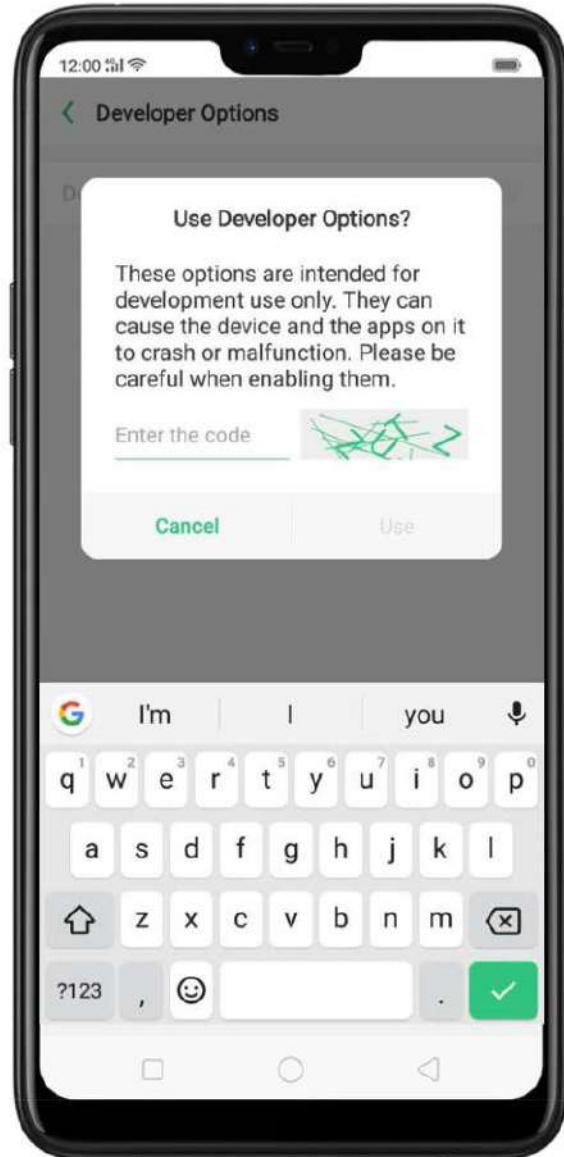 12:00
Developer Options
Use Developer Options?
These options are intended for
development use only. They can
cause the device and the apps on it
to crash or malfunction. Please be
careful when enabling them.
Enter the code
Cancel Use
G I'm I you
1 2 3 4 5 6 7 8 9 0
q w e r t y u i o p
a s d f g h j k l
z x c v b n m
?123 , .